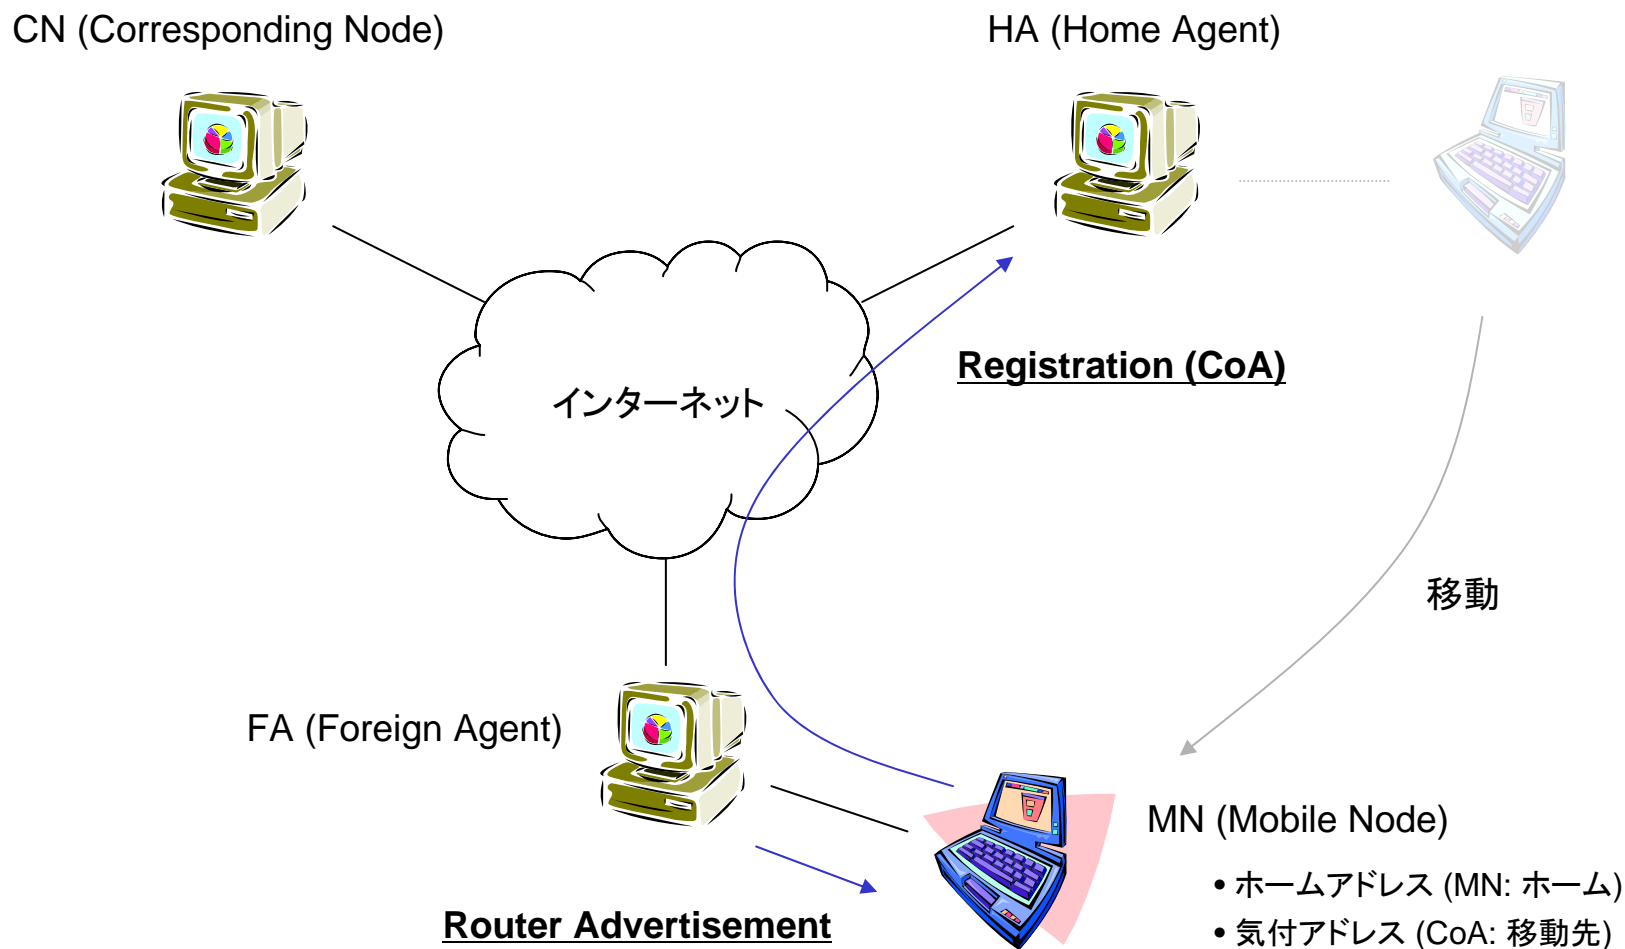 CN (Corresponding Node)
HA (Home Agent)
Registration (CoA)
インターネット
移動
FA (Foreign Agent)
MN (Mobile Node)
• ホームアドレス (MN: ホーム)
• 気付アドレス (CoA: 移動先)
Router Advertisement